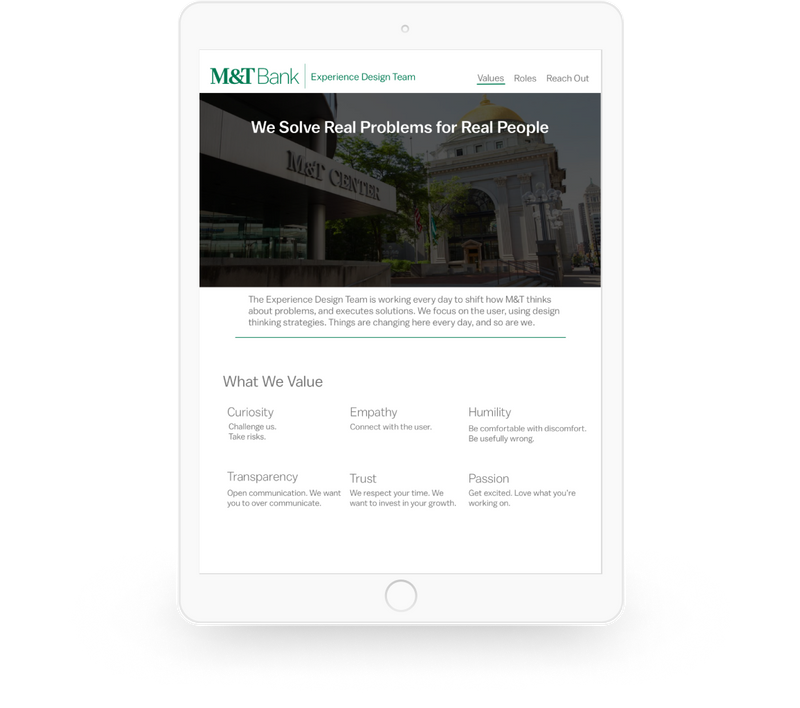 M&T Bank
Experience Design Team
Values Roles Reach Out
We Solve Real Problems for Real People
M&T CENTER
The Experience Design Team is working every day to shift how M&T thinks
about problems, and executes solutions. We focus on the user, using design
thinking strategies. Things are changing here every day, and so are we.
What We Value
Curiosity
Challenge us.
Take risks.
Empathy
Connect with the user.
Humility
Be comfortable with discomfort.
Be usefully wrong.
Transparency
Open communication. We want
you to over communicate.
Trust
We respect your time. We
want to invest in your growth.
Passion
Get excited. Love what you're
working on.